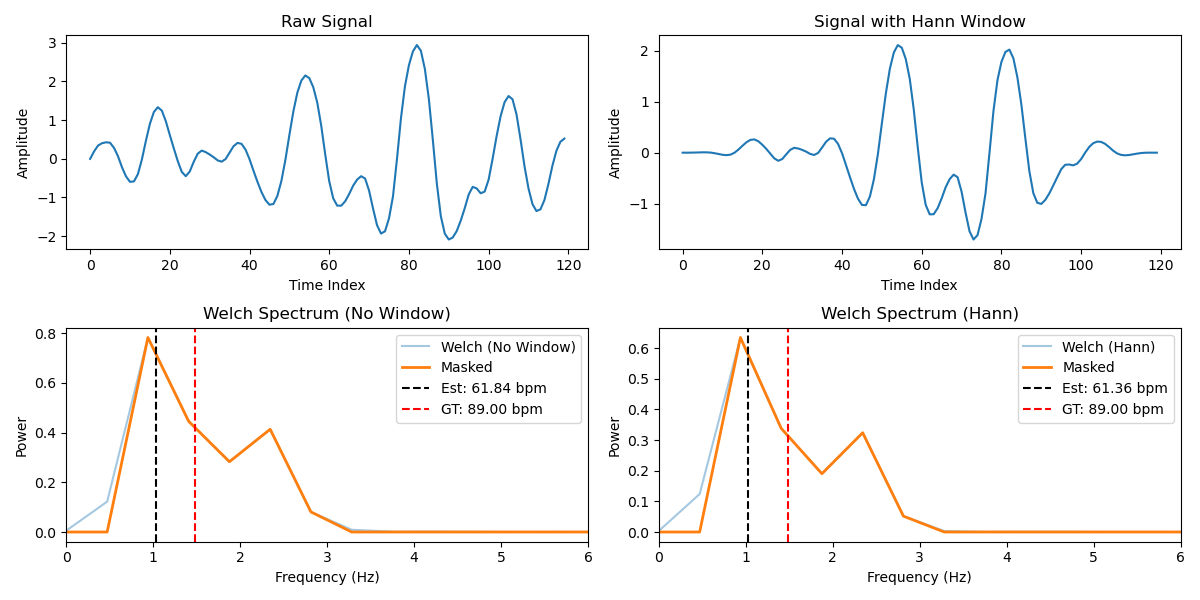 Raw Signal
Amplitude
3
2
1
0
−1
−2
0 20 40 60 80 100 120
Time Index
Signal with Hann Window
Amplitude
2
1
0
−1
0 20 40 60 80 100 120
Time Index
Welch Spectrum (No Window)
Power
0.8
0.6
0.4
0.2
0.0
Welch (No Window)
Masked
Est: 61.84 bpm
GT: 89.00 bpm
0 1 2 3 4 5 6
Frequency (Hz)
Welch Spectrum (Hann)
Power
0.6
0.5
0.4
0.3
0.2
0.1
0.0
Welch (Hann)
Masked
Est: 61.36 bpm
GT: 89.00 bpm
0 1 2 3 4 5 6
Frequency (Hz)